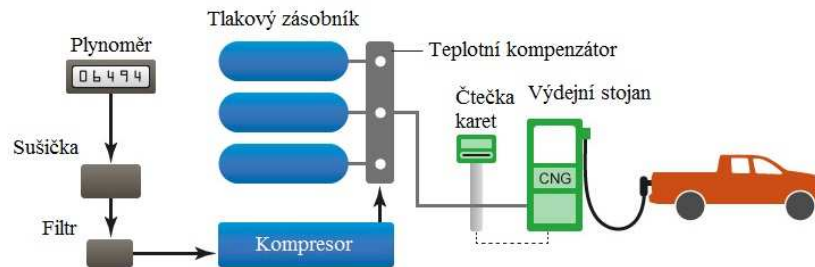 Tlakový zásobník
Plynoměr
06494
Teplotní kompenzátor
Čtečka
karet
Výdejní stojan
Sušička
CNG
Filtr
Kompresor